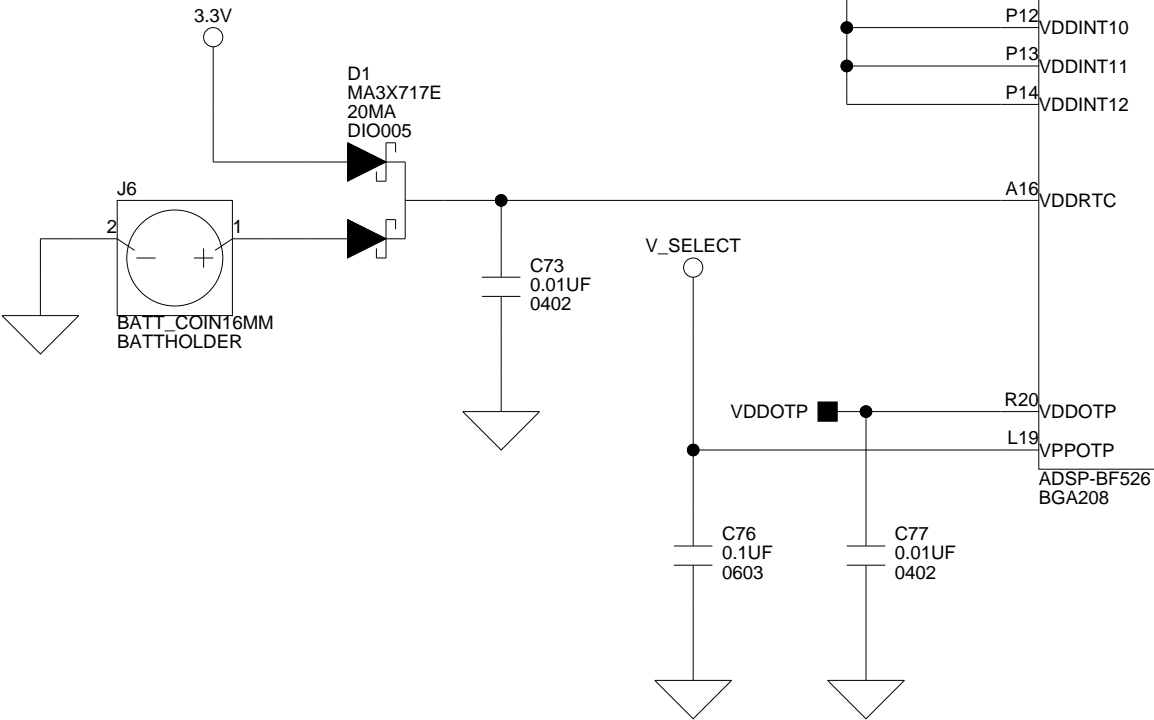 3.3V
P12
VDDINT10
P13
VDDINT11
P14
VDDINT12
D1
MA3X717E
20MA
DIO005
J6
2
1
BATT_COIN16MM
BATTHOLDER
A16
VDDRTC
C73
0.01UF
0402
V_SELECT
VDDOTP
R20
VDDOTP
L19
VPPOTP
ADSP-BF526
BGA208
C76
0.1UF
0603
C77
0.01UF
0402